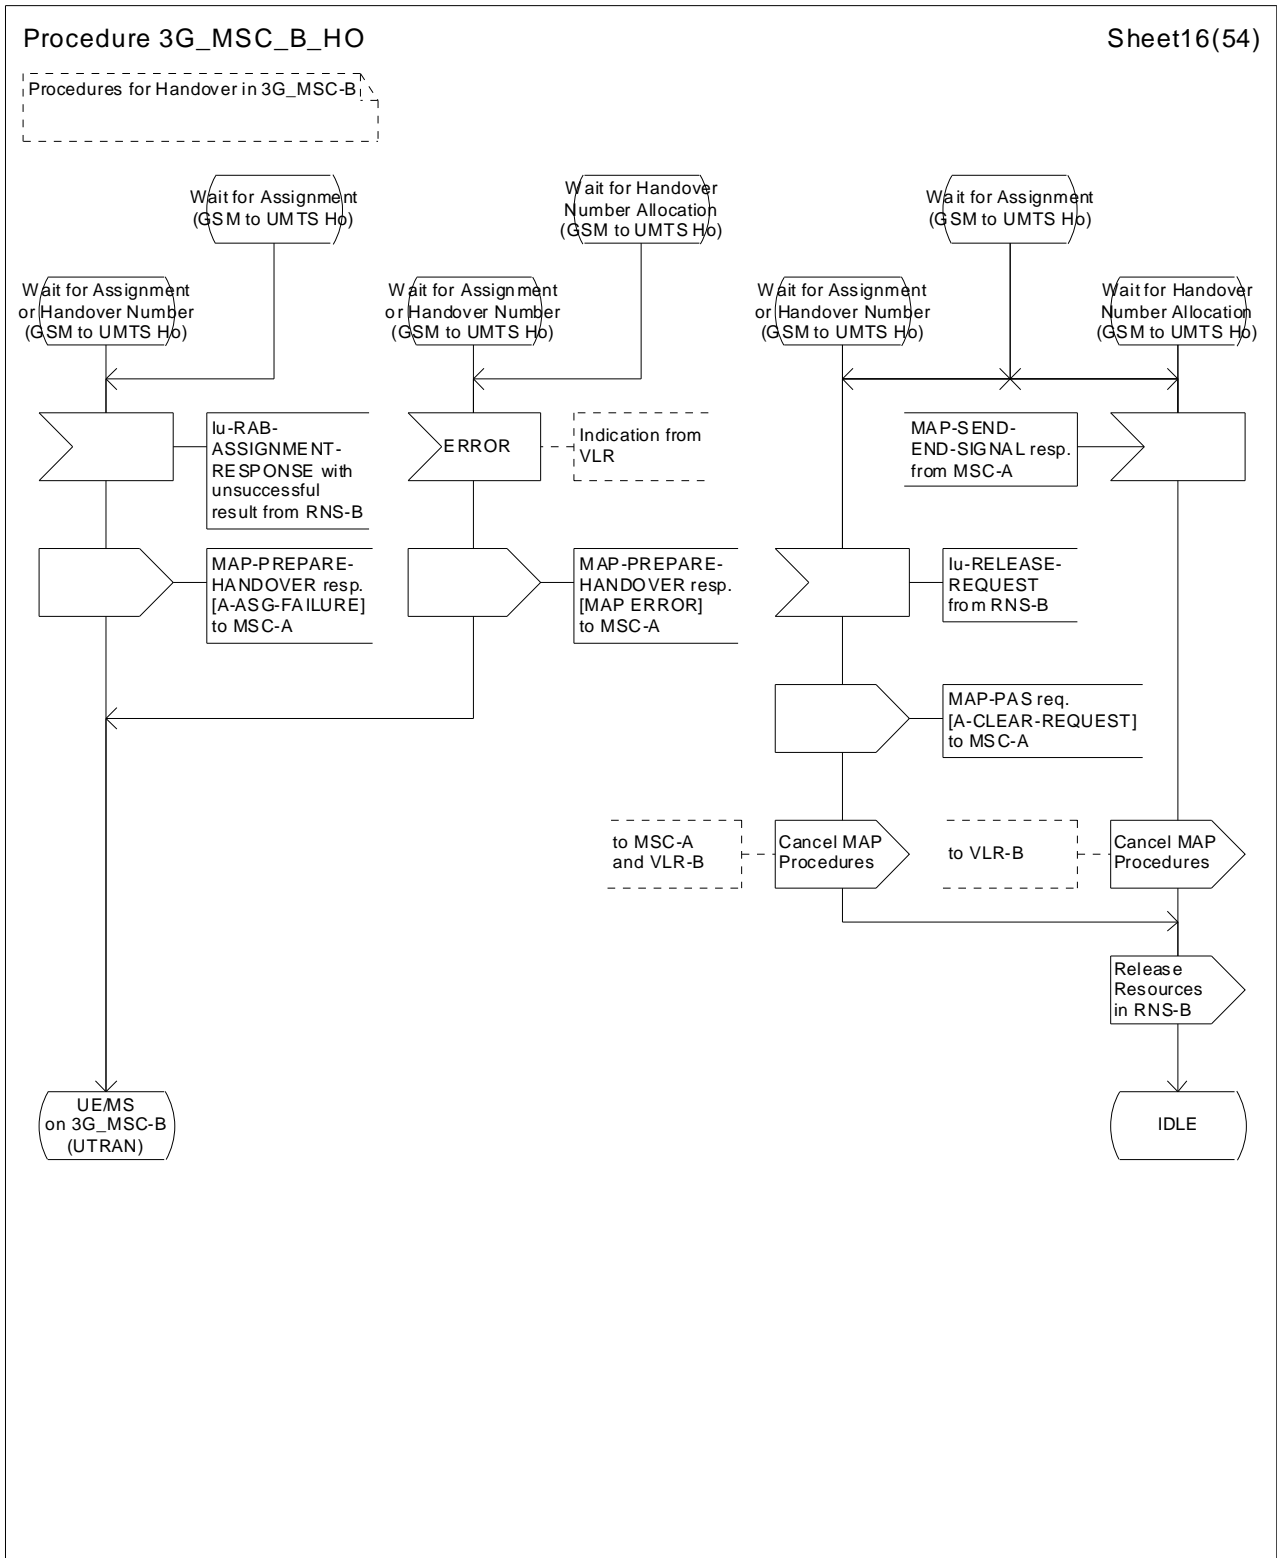 Procedure 3G_MSC_B_HO
Sheet16(54)
Procedures for Handover in 3G_MSC-B
Wait for Assignment
(GSM to UMTS Ho)
Wait for Handover
Number Allocation
(GSM to UMTS Ho)
Wait for Assignment
(GSM to UMTS Ho)
Wait for Assignment
or Handover Number
(GSM to UMTS Ho)
Wait for Assignment
or Handover Number
(GSM to UMTS Ho)
Wait for Assignment
or Handover Number
(GSM to UMTS Ho)
Wait for Handover
Number Allocation
(GSM to UMTS Ho)
Iu-RAB-
ASSIGNMENT-
RESPONSE with
unsuccessful
result from RNS-B
ERROR
Indication from
VLR
MAP-SEND-
END-SIGNAL resp.
from MSC-A
MAP-PREPARE-
HANDOVER resp.
[A-ASG-FAILURE]
to MSC-A
MAP-PREPARE-
HANDOVER resp.
[MAP ERROR]
to MSC-A
Iu-RELEASE-
REQUEST
from RNS-B
MAP-PAS req.
[A-CLEAR-REQUEST]
to MSC-A
to MSC-A
and VLR-B
Cancel MAP
Procedures
to VLR-B
Cancel MAP
Procedures
Release
Resources
in RNS-B
UE/MS
on 3G_MSC-B
(UTRAN)
IDLE